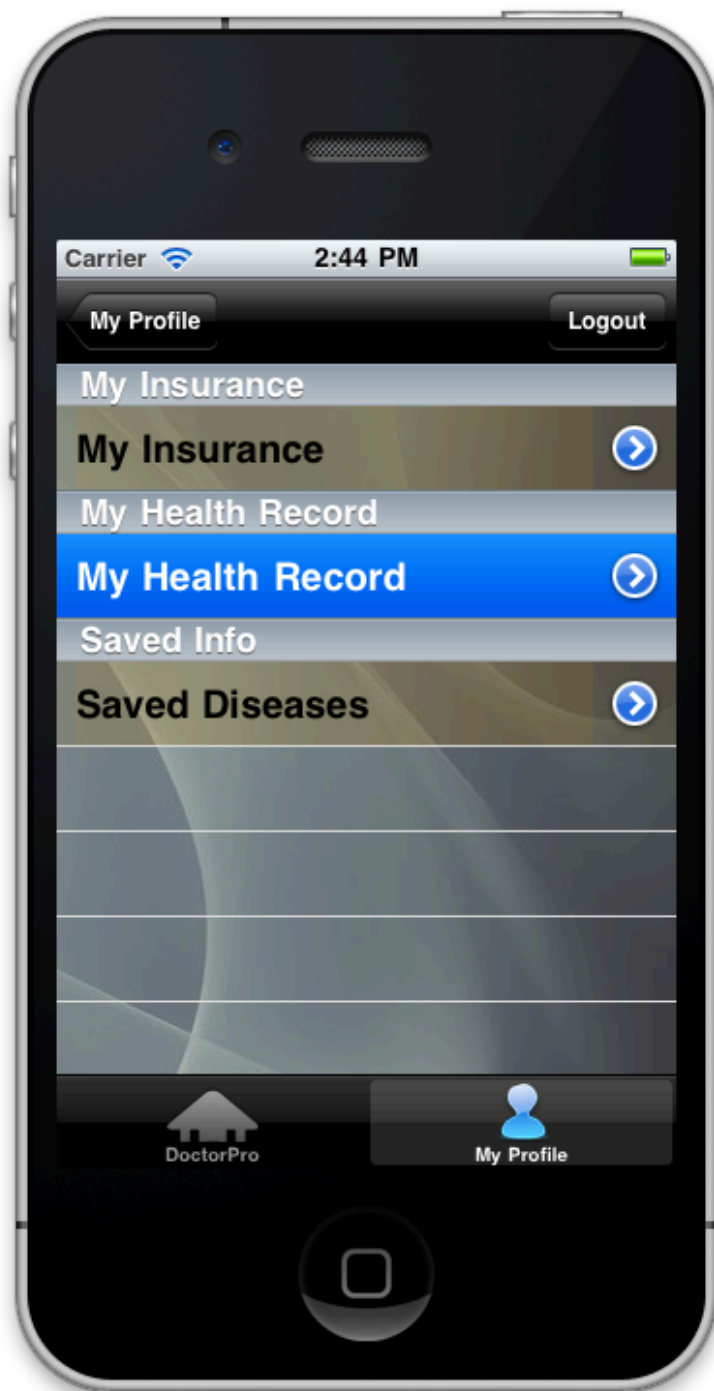 Carrier 2:44 PM
My Profile Logout
My Insurance
My Insurance
My Health Record
My Health Record
Saved Info
Saved Diseases
DoctorPro My Profile